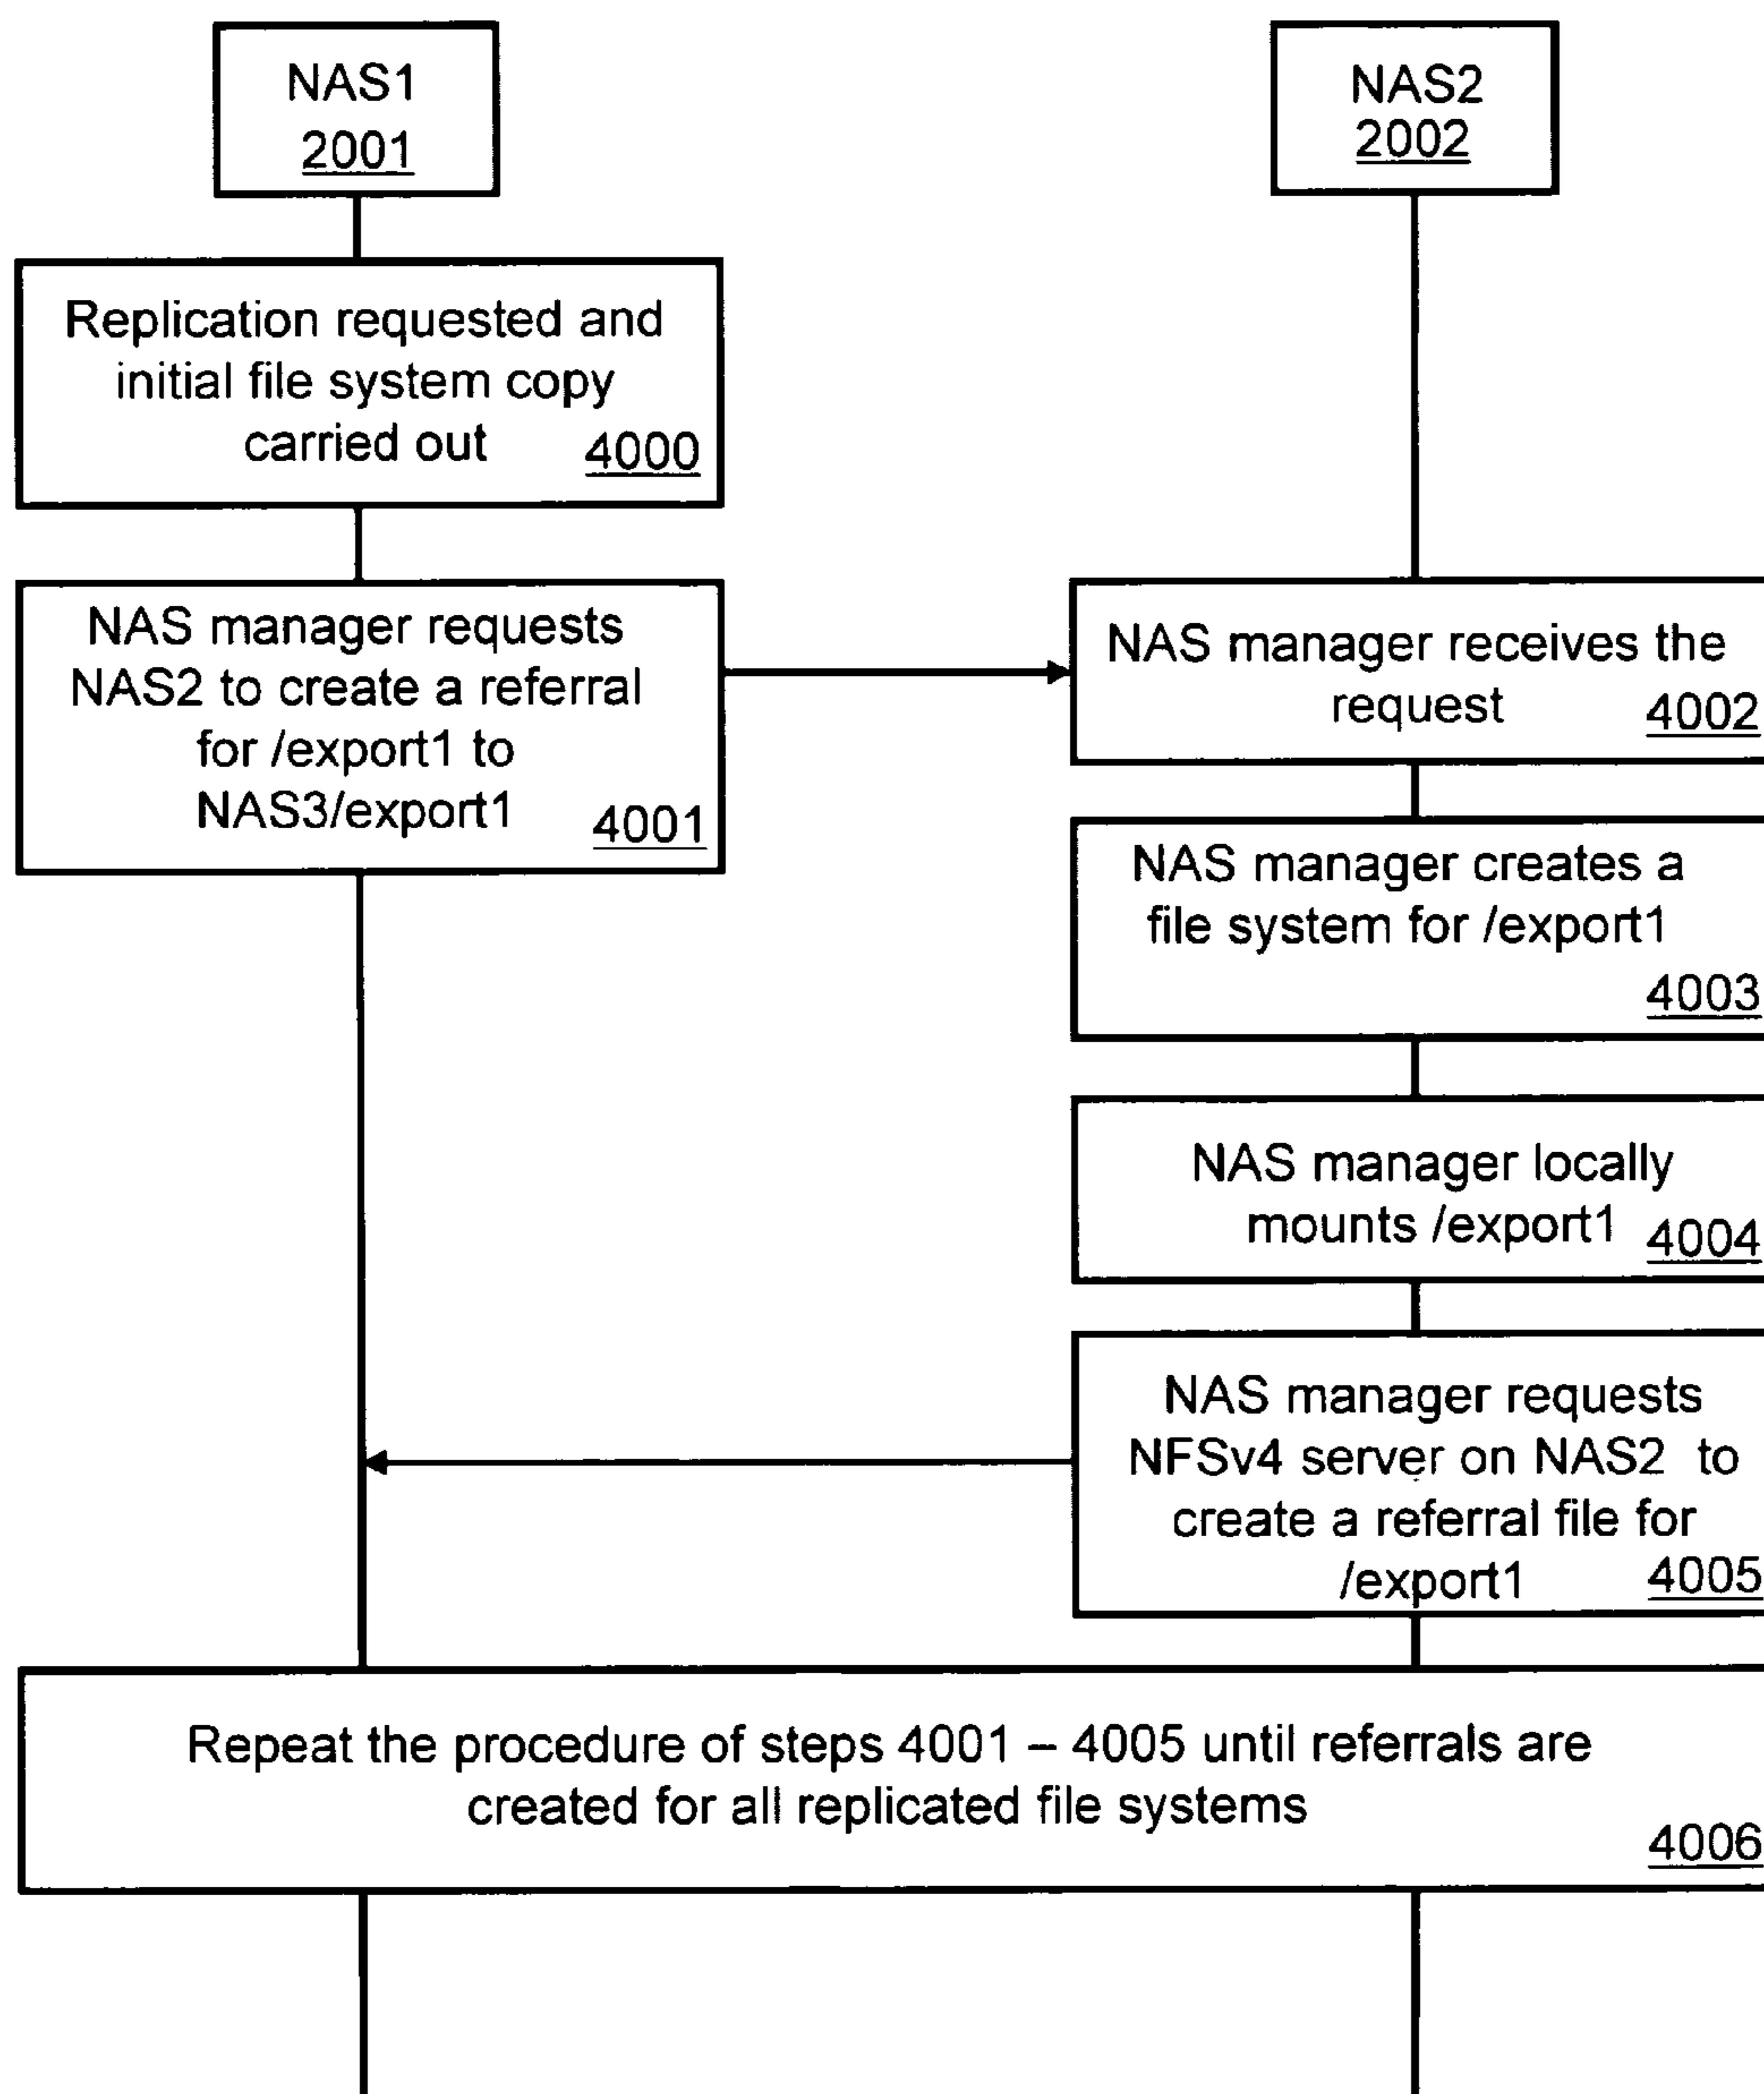 NAS1
2001
NAS2
2002
Replication requested and
initial file system copy
carried out
4000
NAS manager requests
NAS2 to create a referral
for /export1 to
NAS3/export1
4001
NAS manager receives the
request
4002
NAS manager creates a
file system for /export1
4003
NAS manager locally
mounts /export1
4004
NAS manager requests
NFSv4 server on NAS2 to
create a referral file for
/export1
4005
Repeat the procedure of steps 4001 – 4005 until referrals are
created for all replicated file systems
4006